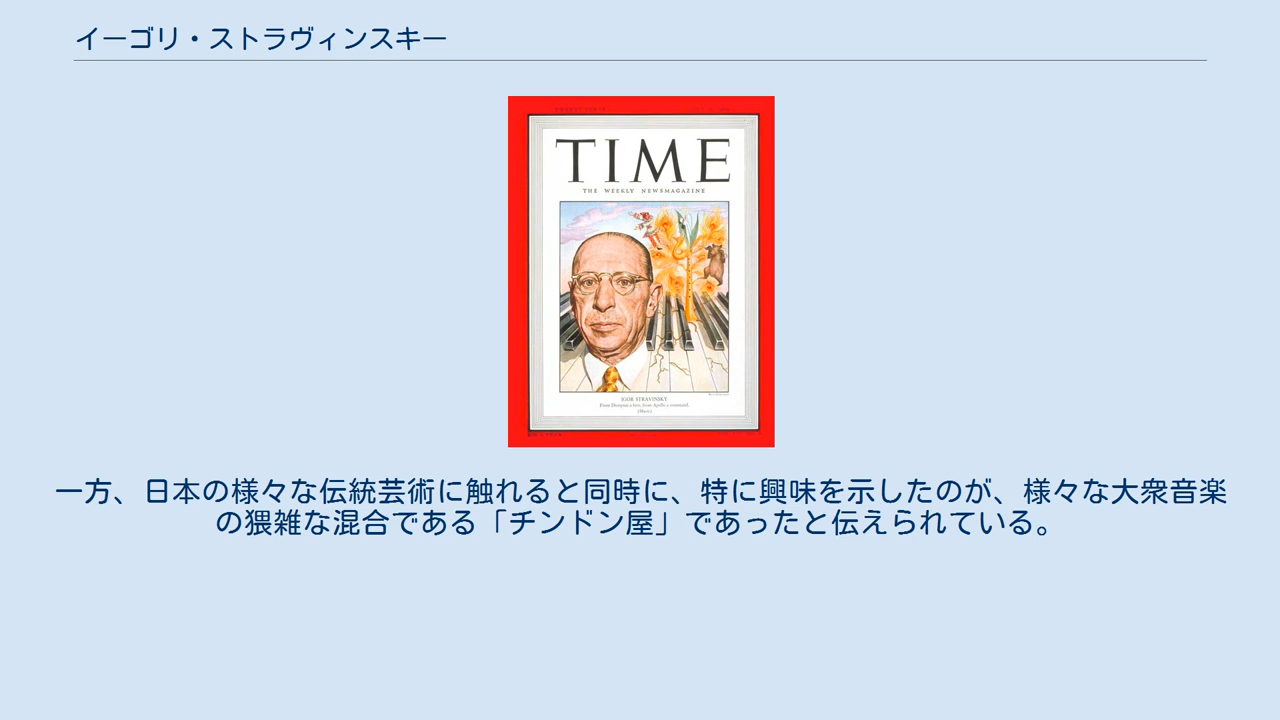 イーゴリ・ストラヴィンスキー
TIME
THE WEEKLY NEWSMAGAZINE
IGOR STRAVINSKY
一方、日本の様々な伝統芸術に触れると同時に、特に興味を示したのが、様々な大衆音楽
の猥雑な混合である「チンドン屋」であったと伝えられている。